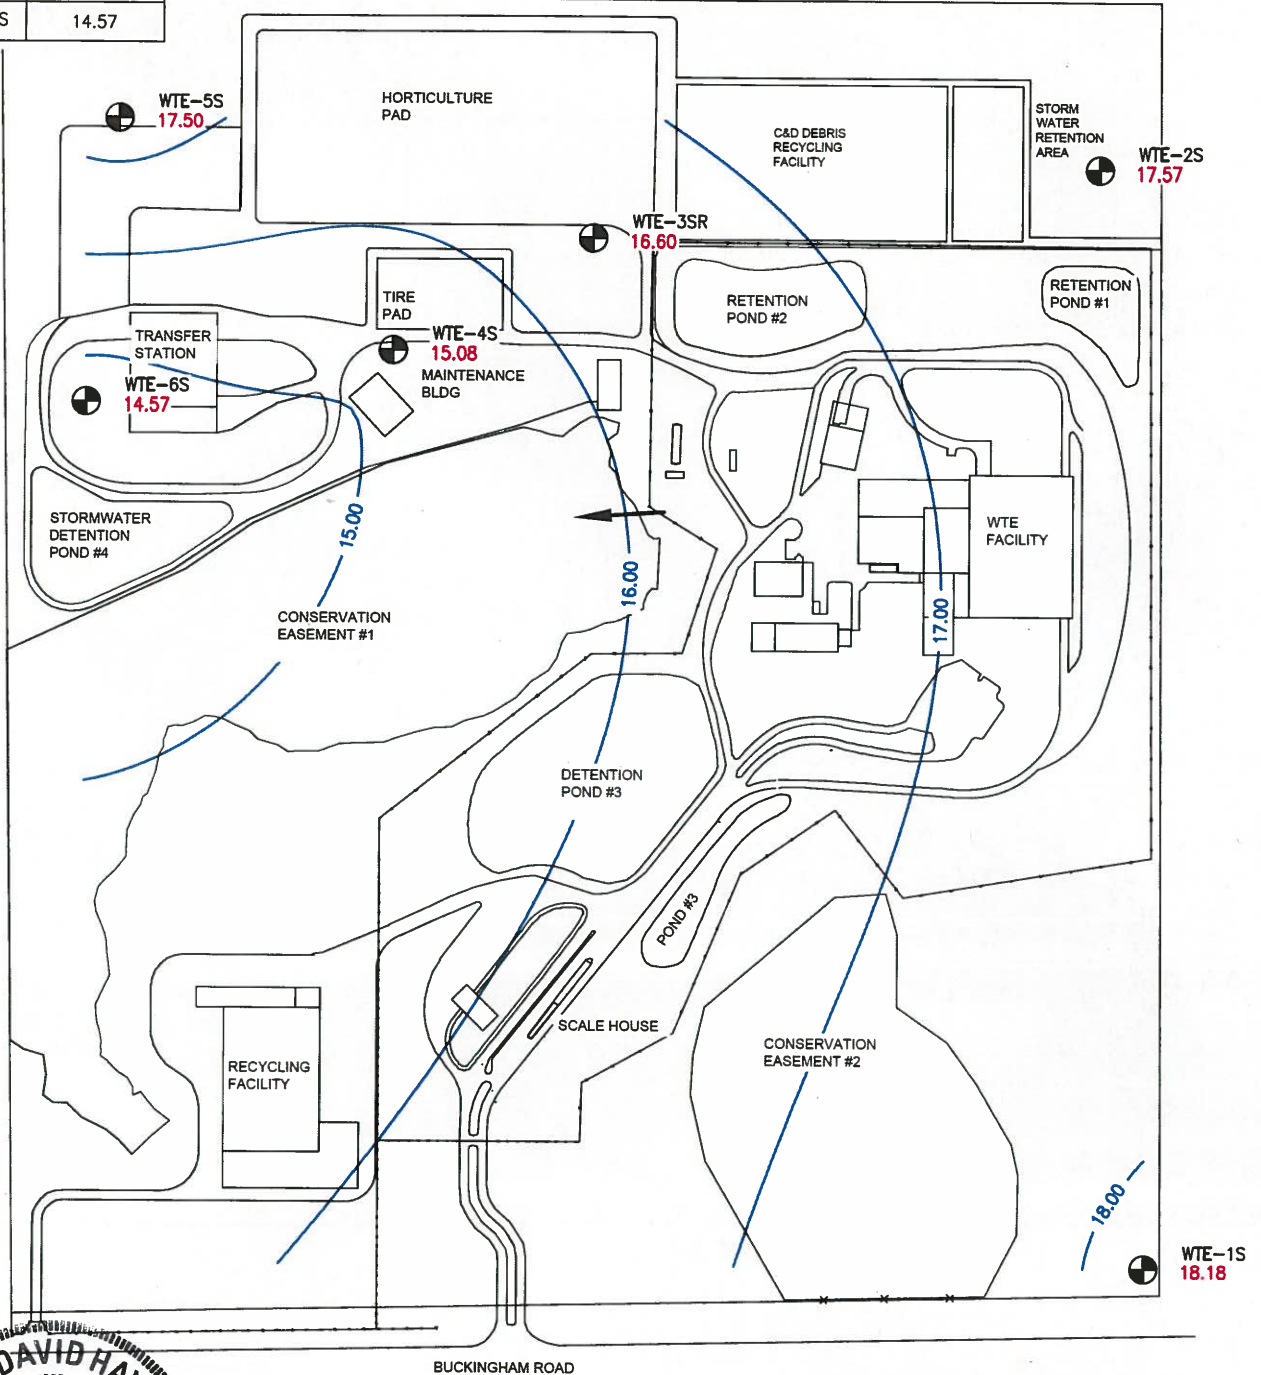 S
14.57
WTE-5S
17.50
HORTICULTURE
PAD
C&D DEBRIS
RECYCLING
FACILITY
STORM
WATER
RETENTION
AREA
WTE-2S
17.57
WTE-3SR
16.60
RETENTION
POND #2
RETENTION
POND #1
TIRE
PAD
TRANSFER
STATION
WTE-4S
15.08
MAINTENANCE
BLDG
WTE-6S
14.57
STORMWATER
DETENTION
POND #4
15.00
16.00
17.00
WTE
FACILITY
CONSERVATION
EASEMENT #1
DETENTION
POND #3
POND #3
SCALE HOUSE
CONSERVATION
EASEMENT #2
RECYCLING
FACILITY
18.00
WTE-1S
18.18
DAVID
BUCKINGHAM ROAD